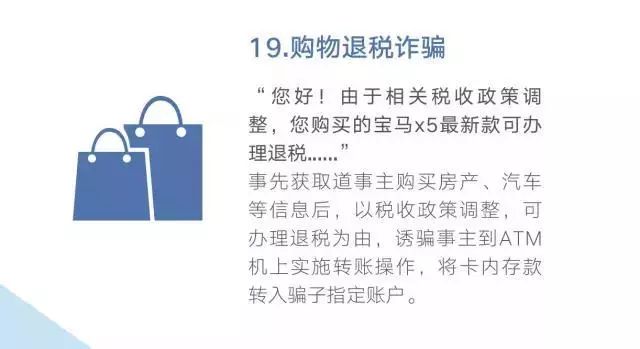 19.购物退税诈骗
“您好！由于相关税收政策调
整，您购买的宝马x5最新款可办
理退税……”
事先获取道事主购买房产、汽车
等信息后，以税收政策调整，可
办理退税为由，诱骗事主到ATM
机上实施转账操作，将卡内存款
转入骗子指定账户。